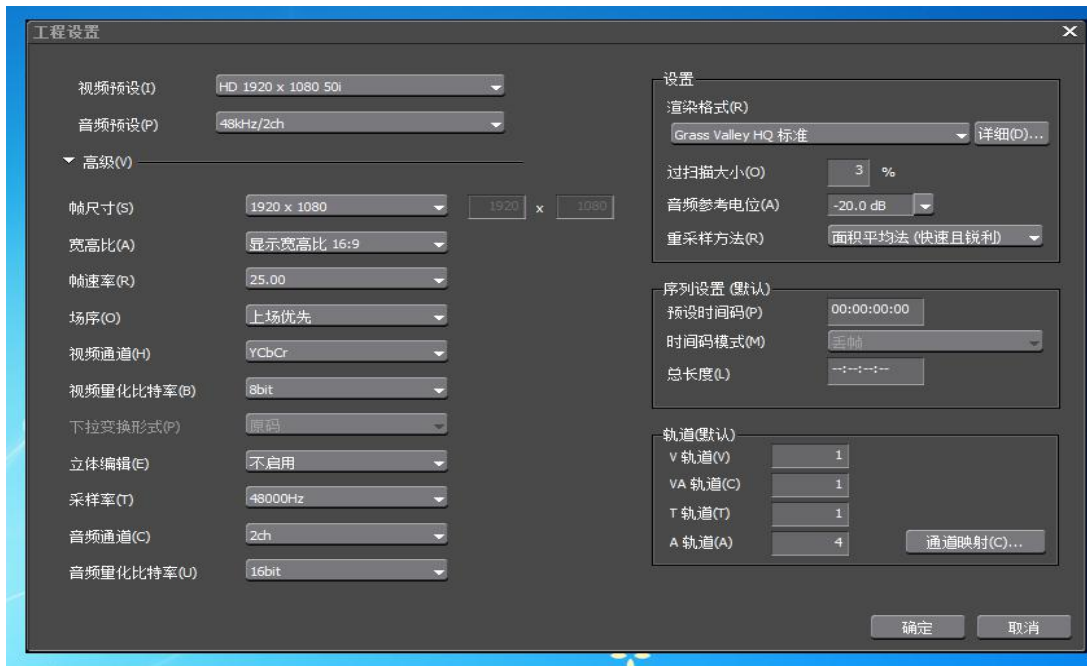 工程设置
视频预设(I) HD 1920 x 1080 50i
音频预设(P) 48kHz/2ch
高级(V)
帧尺寸(S) 1920 x 1080 1920 x 1080
宽高比(A) 显示宽高比 16:9
帧速率(R) 25.00
场序(O) 上场优先
视频通道(H) YCbCr
视频量化比特率(B) 8bit
下拉变换形式(P) 原码
立体编辑(E) 不启用
采样率(T) 48000Hz
音频通道(C) 2ch
音频量化比特率(U) 16bit
设置
渲染格式(R)
Grass Valley HQ 标准 详细(D)...
过扫描大小(O) 3 %
音频参考电位(A) -20.0 dB
重采样方法(R) 面积平均法 (快速且锐利)
序列设置 (默认)
预设时间码(P) 00:00:00:00
时间码模式(M) 丢帧
总长度(L) --:--:--:--
轨道(默认)
V 轨道(V) 1
VA 轨道(C) 1
T 轨道(T) 1
A 轨道(A) 4 通道映射(C)...
确定 取消